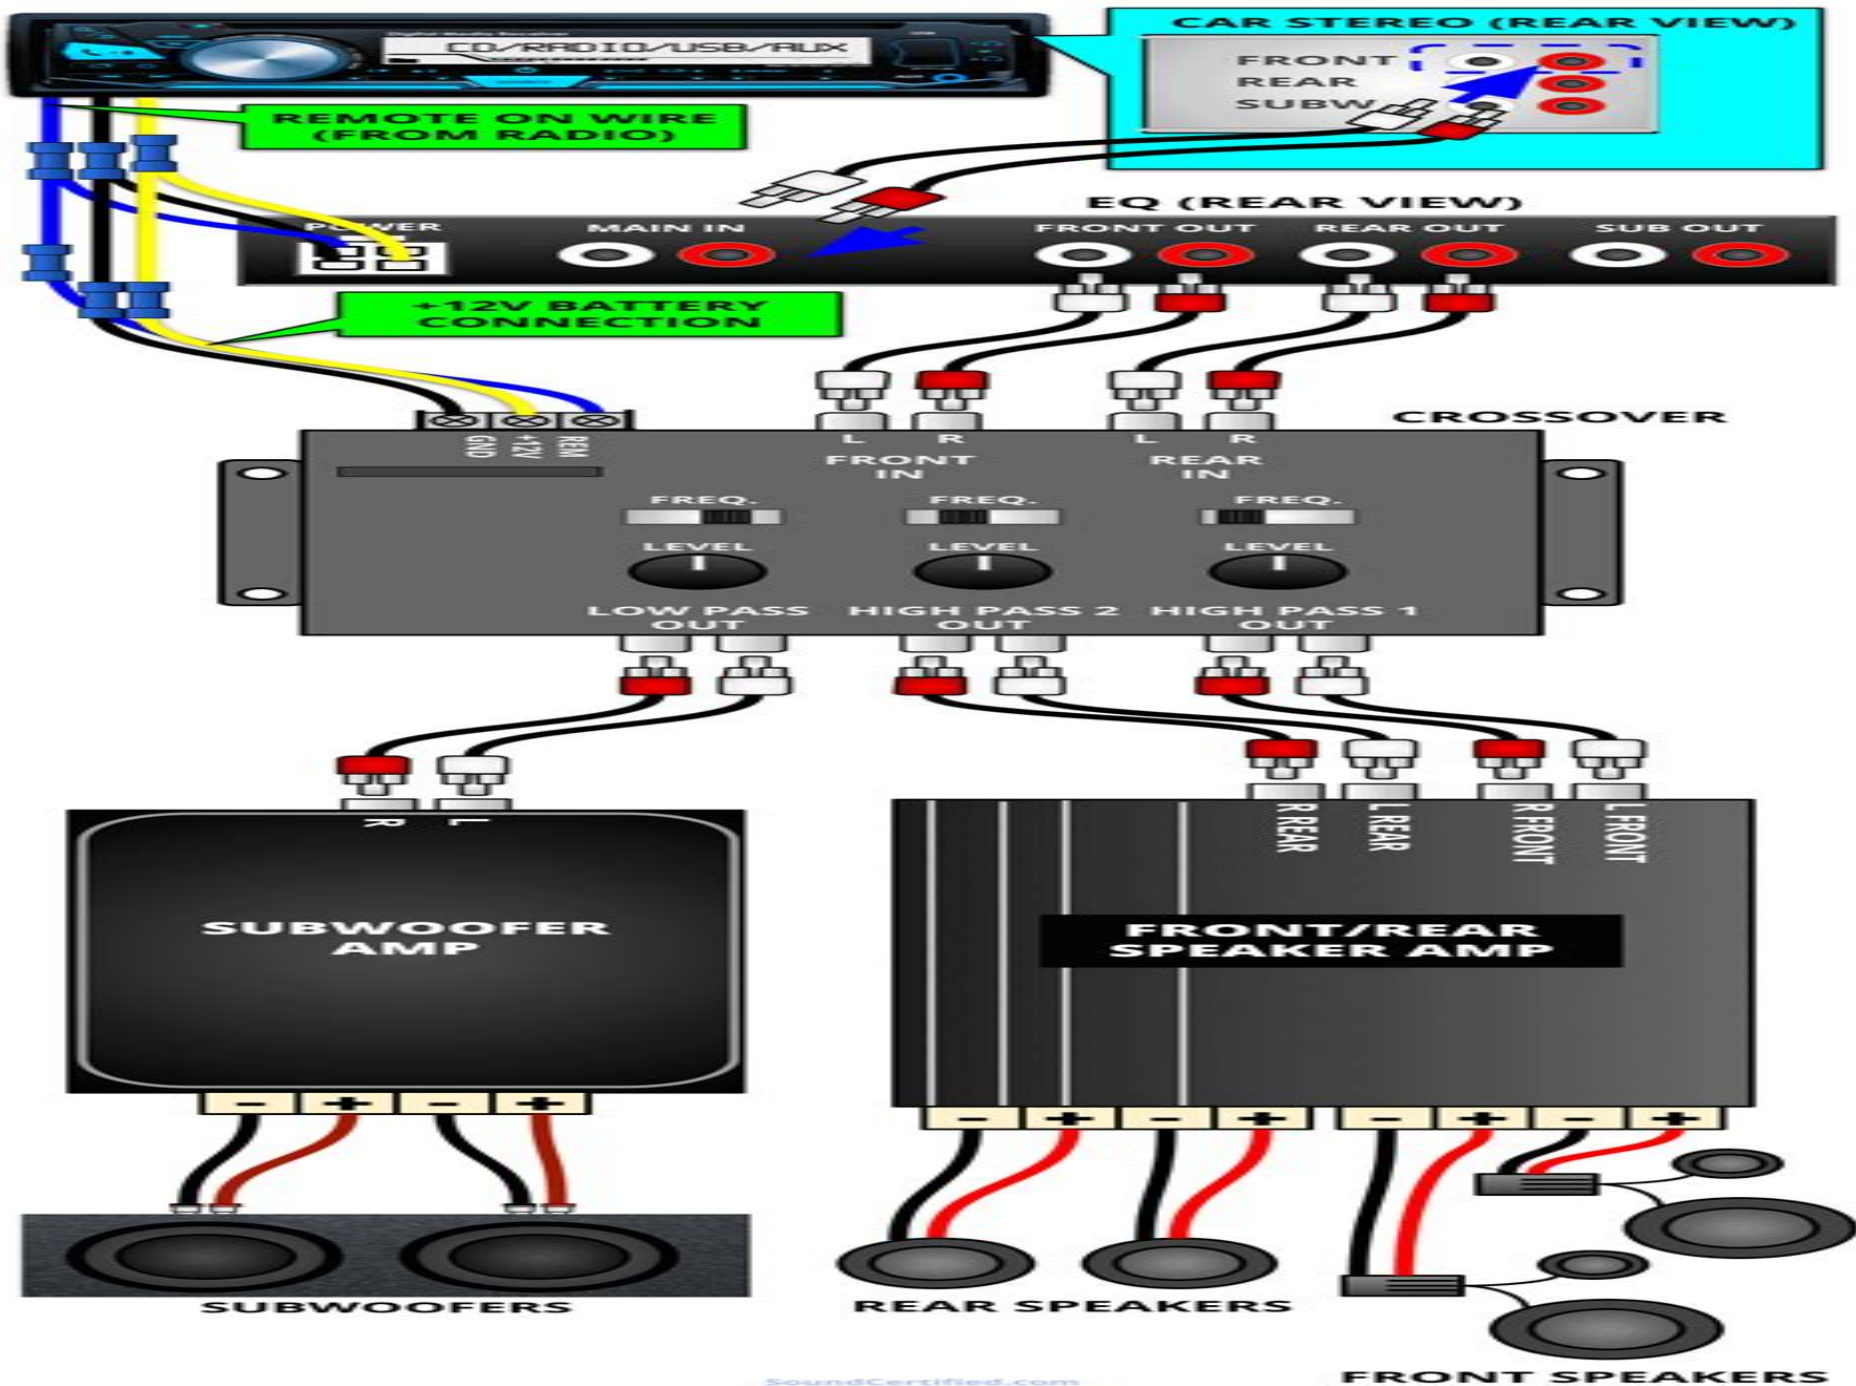 Digital Media Receiver
CD/RADIO/USB/AUX
CAR STEREO (REAR VIEW)
FRONT
REAR
SUBW
REMOTE ON WIRE
(FROM RADIO)
EQ (REAR VIEW)
POWER
MAIN IN
FRONT OUT
REAR OUT
SUB OUT
+12V BATTERY
CONNECTION
CROSSOVER
GND
+12V
REM
L
R
FRONT
IN
L
R
REAR
IN
FREQ.
FREQ.
FREQ.
LEVEL
LEVEL
LEVEL
LOW PASS
OUT
HIGH PASS 2
OUT
HIGH PASS 1
OUT
R
L
SUBWOOFER
AMP
R REAR
L REAR
R FRONT
L FRONT
FRONT/REAR
SPEAKER AMP
-
+
-
+
-
+
-
+
-
+
-
+
SUBWOOFERS
REAR SPEAKERS
FRONT SPEAKERS
SoundCertified.com